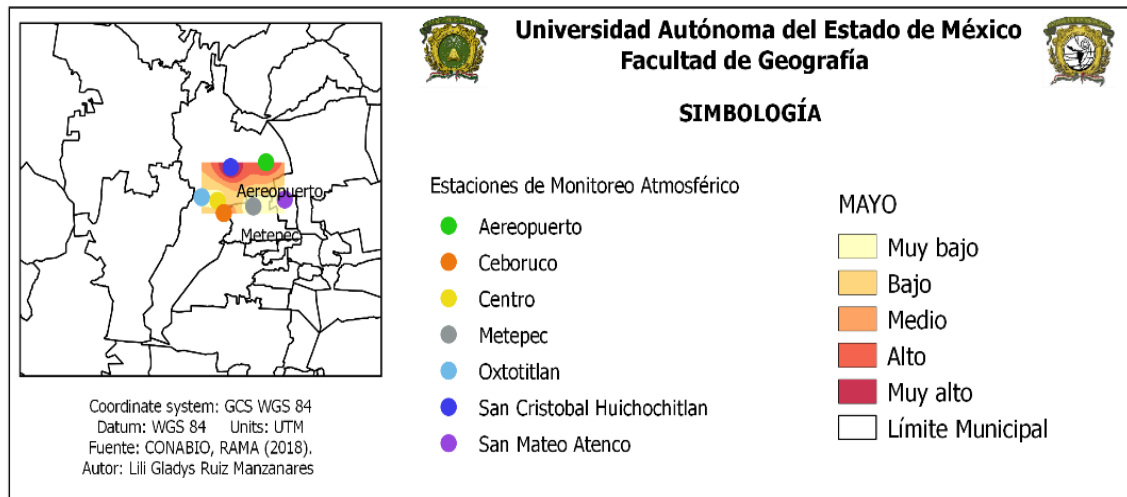 Universidad Autónoma del Estado de México
Facultad de Geografía
SIMBOLOGÍA
Aereopuerto
Metepec
Coordinate system: GCS WGS 84
Datum: WGS 84 Units: UTM
Fuente: CONABIO, RAMA (2018).
Autor: Lili Gladys Ruiz Manzanares
Estaciones de Monitoreo Atmosférico
Aereopuerto
Ceboruco
Centro
Metepec
Oxtotitlan
San Cristobal Huichochitlan
San Mateo Atenco
MAYO
Muy bajo
Bajo
Medio
Alto
Muy alto
Límite Municipal